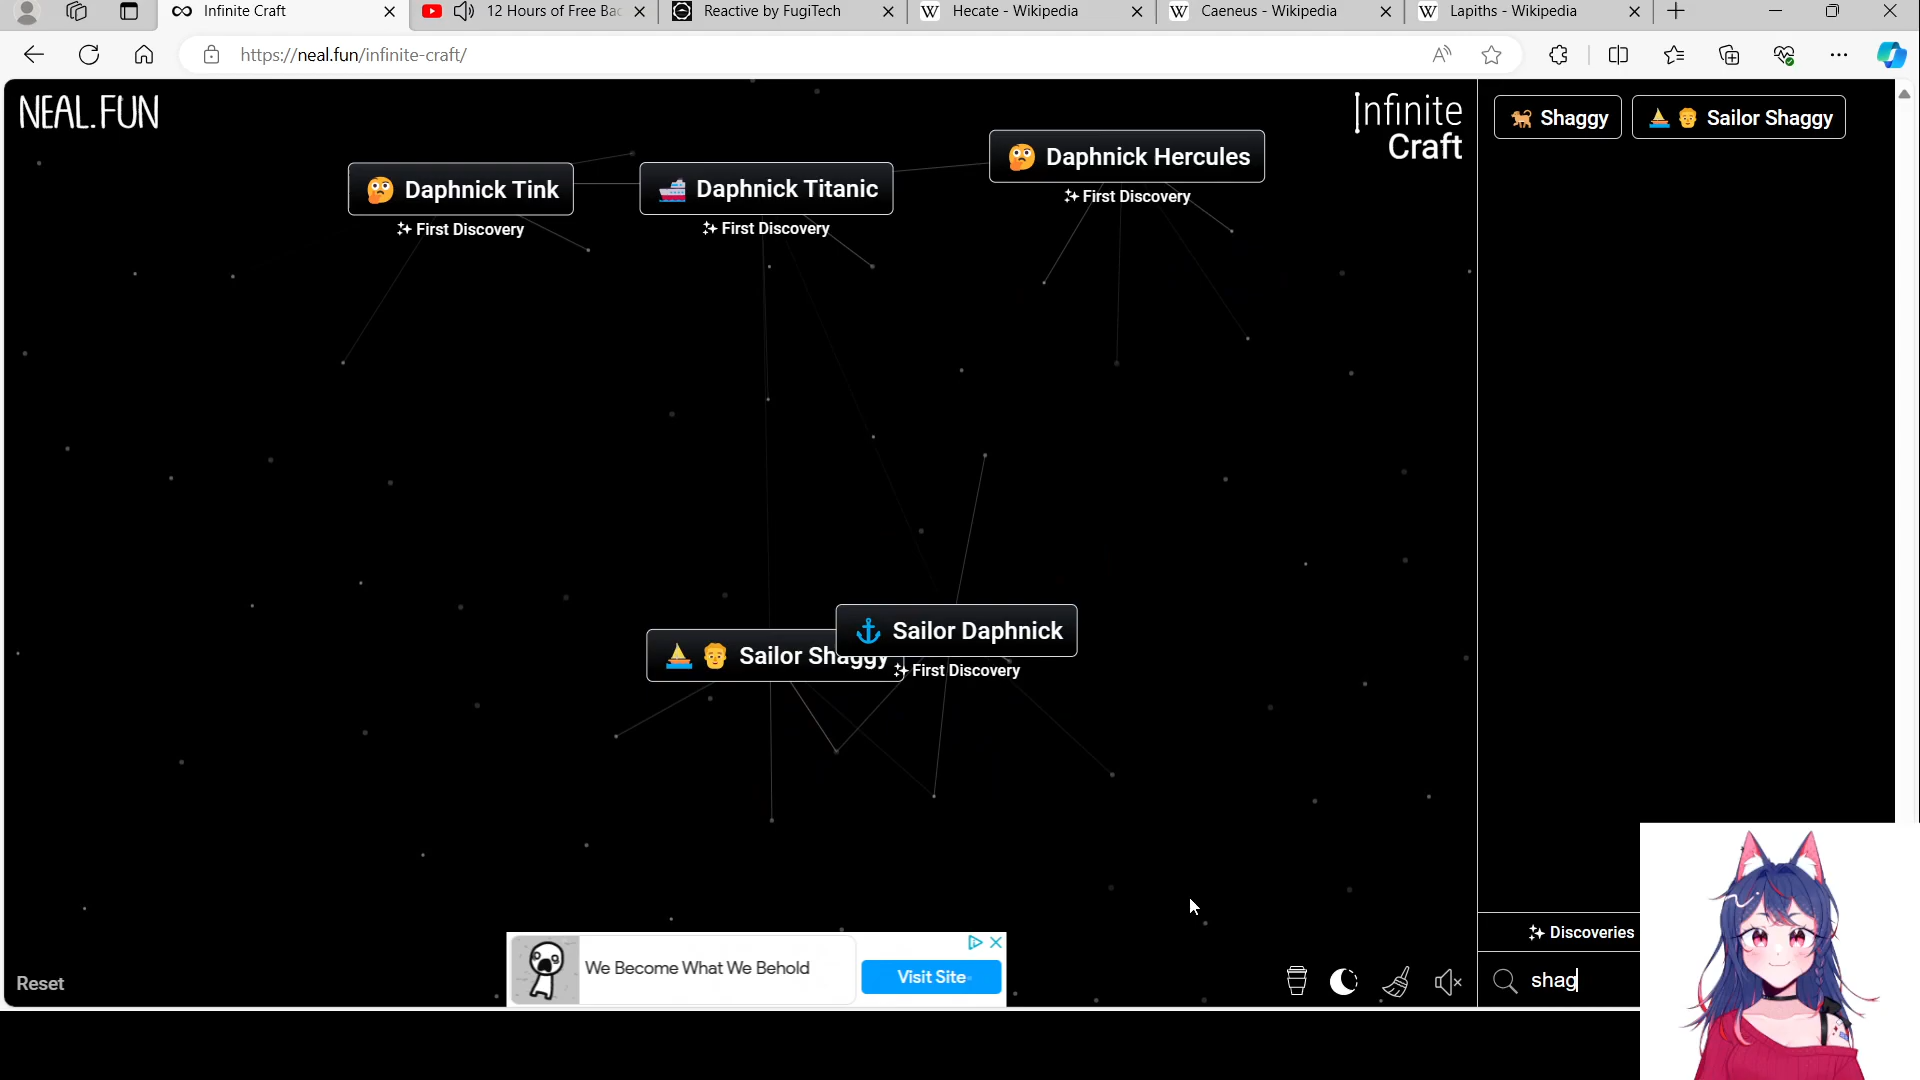 Infinite Craft
12 Hours of Free Bac
Reactive by FugiTech
Hecate - Wikipedia
Caeneus - Wikipedia
Lapiths - Wikipedia
https://neal.fun/infinite-craft/
NEAL.FUN
Infinite
Craft
Shaggy
Sailor Shaggy
Daphnick Hercules
First Discovery
Daphnick Tink
First Discovery
Daphnick Titanic
First Discovery
Sailor Daphnick
First Discovery
Sailor Shaggy
We Become What We Behold
Visit Site
Reset
Discoveries
shag